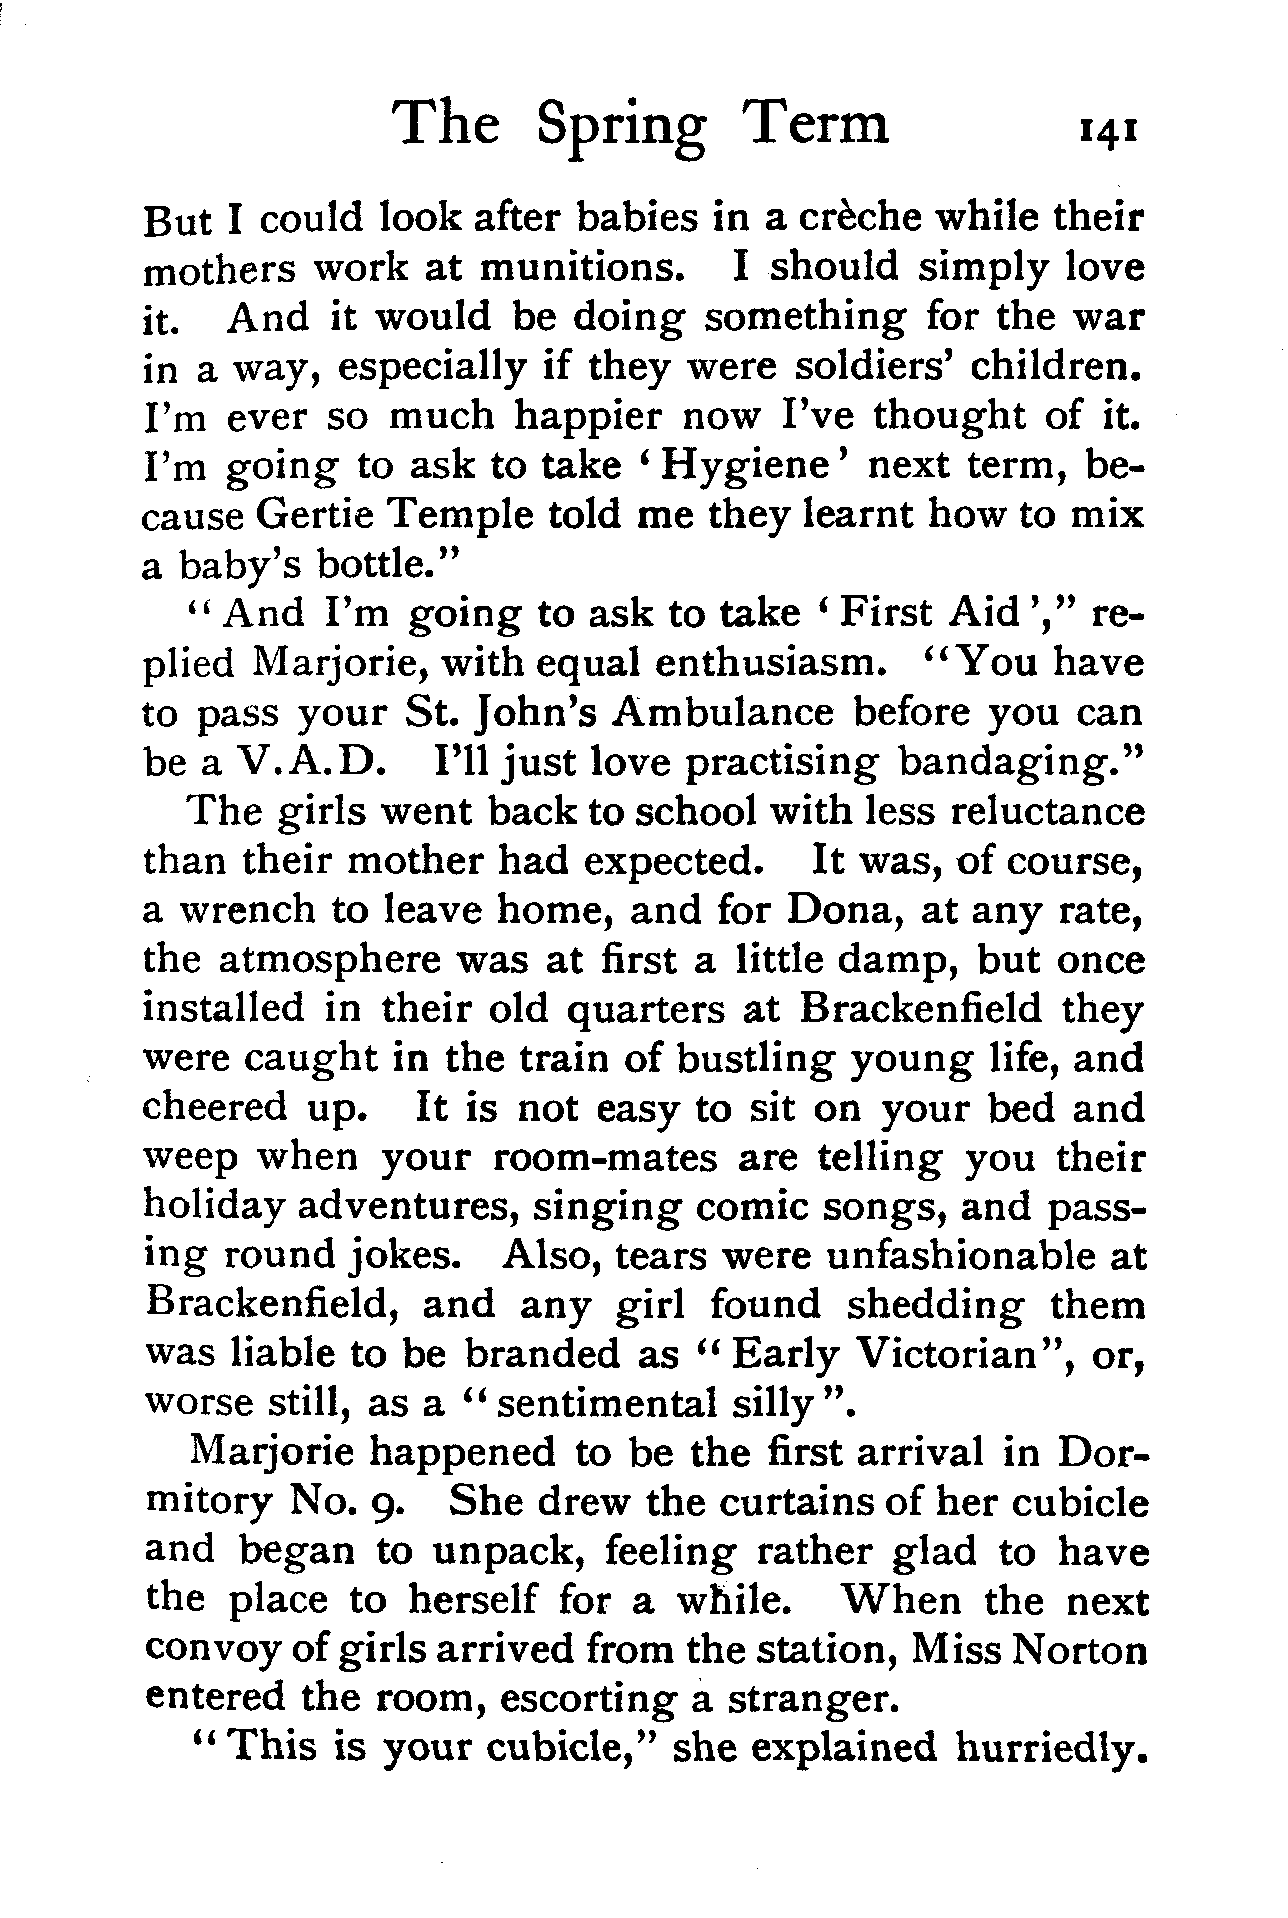 The Spring Term 141
But I could look after babies in a crèche while their
mothers work at munitions. I should simply love
it. And it would be doing something for the war
in a way, especially if they were soldiers’ children.
I’m ever so much happier now I’ve thought of it.
I’m going to ask to take ‘ Hygiene ’ next term, be-
cause Gertie Temple told me they learnt how to mix
a baby’s bottle.”
“ And I’m going to ask to take ‘ First Aid ’,” re-
plied Marjorie, with equal enthusiasm. “You have
to pass your St. John’s Ambulance before you can
be a V.A.D. I’ll just love practising bandaging.”
The girls went back to school with less reluctance
than their mother had expected. It was, of course,
a wrench to leave home, and for Dona, at any rate,
the atmosphere was at first a little damp, but once
installed in their old quarters at Brackenfield they
were caught in the train of bustling young life, and
cheered up. It is not easy to sit on your bed and
weep when your room-mates are telling you their
holiday adventures, singing comic songs, and pass-
ing round jokes. Also, tears were unfashionable at
Brackenfield, and any girl found shedding them
was liable to be branded as “ Early Victorian”, or,
worse still, as a “ sentimental silly ”.
Marjorie happened to be the first arrival in Dor-
mitory No. 9. She drew the curtains of her cubicle
and began to unpack, feeling rather glad to have
the place to herself for a while. When the next
convoy of girls arrived from the station, Miss Norton
entered the room, escorting a stranger.
“ This is your cubicle,” she explained hurriedly.